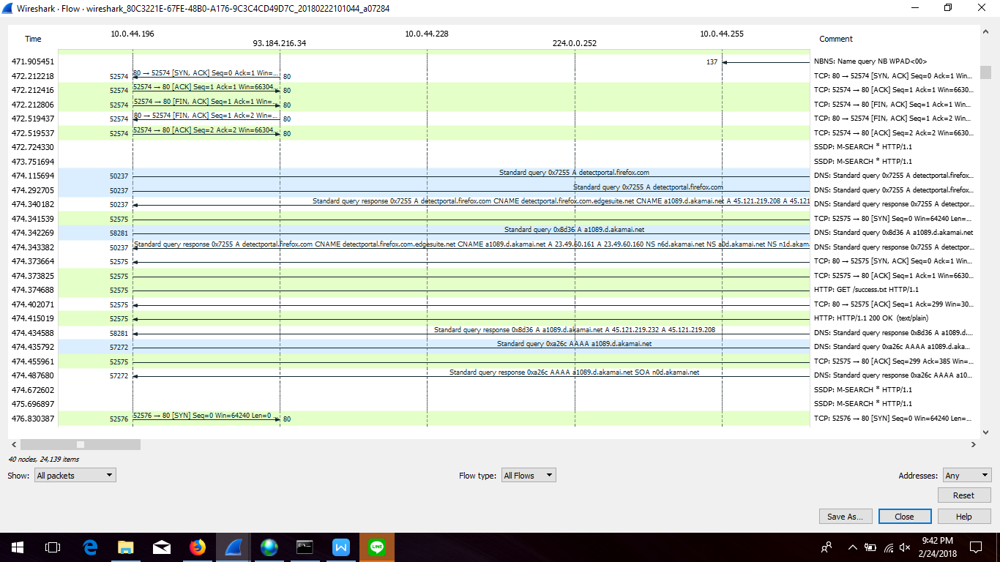 Wireshark · Flow · wireshark_80C3221E-67FE-48B0-A176-9C3C4CD49D7C_20180222101044_a07284
10.0.44.196 10.0.44.228 10.0.44.255
Time 93.184.216.34 224.0.0.252 Comment
471.905451 137 NBNS: Name query NB WPAD<00>
472.212218 52574 80 → 52574 [SYN, ACK] Seq=0 Ack=1 Win=... 80 TCP: 80 → 52574 [SYN, ACK] Seq=0 Ack=1 Win...
472.212416 52574 52574 → 80 [ACK] Seq=1 Ack=1 Win=66304... 80 TCP: 52574 → 80 [ACK] Seq=1 Ack=1 Win=6630...
472.212806 52574 52574 → 80 [FIN, ACK] Seq=1 Ack=1 Win=... 80 TCP: 52574 → 80 [FIN, ACK] Seq=1 Ack=1 Win...
472.519437 52574 80 → 52574 [FIN, ACK] Seq=1 Ack=2 Win=... 80 TCP: 80 → 52574 [FIN, ACK] Seq=1 Ack=2 Win...
472.519537 52574 52574 → 80 [ACK] Seq=2 Ack=2 Win=66304... 80 TCP: 52574 → 80 [ACK] Seq=2 Ack=2 Win=6630...
472.724330 SSDP: M-SEARCH * HTTP/1.1
473.751694 SSDP: M-SEARCH * HTTP/1.1
474.115694 50237 Standard query 0x7255 A detectportal.firefox.com DNS: Standard query 0x7255 A detectportal.firefox...
474.292705 50237 Standard query 0x7255 A detectportal.firefox.com DNS: Standard query 0x7255 A detectportal.firefox...
474.340182 50237 Standard query response 0x7255 A detectportal.firefox.com CNAME detectportal.firefox.com.edgesuite.net CNAME a1089.d.akamai.net A 45.121.219.208 A 45.121 DNS: Standard query response 0x7255 A detectpor...
474.341539 52575 TCP: 52575 → 80 [SYN] Seq=0 Win=64240 Len=...
474.342269 58281 Standard query 0x8d36 A a1089.d.akamai.net DNS: Standard query 0x8d36 A a1089.d.akamai.net
474.343382 50237 Standard query response 0x7255 A detectportal.firefox.com CNAME detectportal.firefox.com.edgesuite.net CNAME a1089.d.akamai.net A 23.49.60.161 A 23.49.60.160 NS n6d.akamai.net NS a0d.akamai.net NS n1d.akam DNS: Standard query response 0x7255 A detectpor...
474.373664 52575 TCP: 80 → 52575 [SYN, ACK] Seq=0 Ack=1 Win...
474.373825 52575 TCP: 52575 → 80 [ACK] Seq=1 Ack=1 Win=6630...
474.374688 52575 HTTP: GET /success.txt HTTP/1.1
474.402071 52575 TCP: 80 → 52575 [ACK] Seq=1 Ack=299 Win=30...
474.415019 52575 HTTP: HTTP/1.1 200 OK (text/plain)
474.434588 58281 Standard query response 0x8d36 A a1089.d.akamai.net A 45.121.219.232 A 45.121.219.208 DNS: Standard query response 0x8d36 A a1089.d....
474.435792 57272 Standard query 0xa26c AAAA a1089.d.akamai.net DNS: Standard query 0xa26c AAAA a1089.d.aka...
474.455961 52575 TCP: 52575 → 80 [ACK] Seq=299 Ack=385 Win=...
474.487680 57272 Standard query response 0xa26c AAAA a1089.d.akamai.net SOA n0d.akamai.net DNS: Standard query response 0xa26c AAAA a10...
474.672602 SSDP: M-SEARCH * HTTP/1.1
475.696897 SSDP: M-SEARCH * HTTP/1.1
476.830387 52576 52576 → 80 [SYN] Seq=0 Win=64240 Len=0 ... 80 TCP: 52576 → 80 [SYN] Seq=0 Win=64240 Len=...
40 nodes, 24,139 items
Show: All packets Flow type: All Flows Addresses: Any
Reset
Save As... Close Help
LINE
9:42 PM
2/24/2018